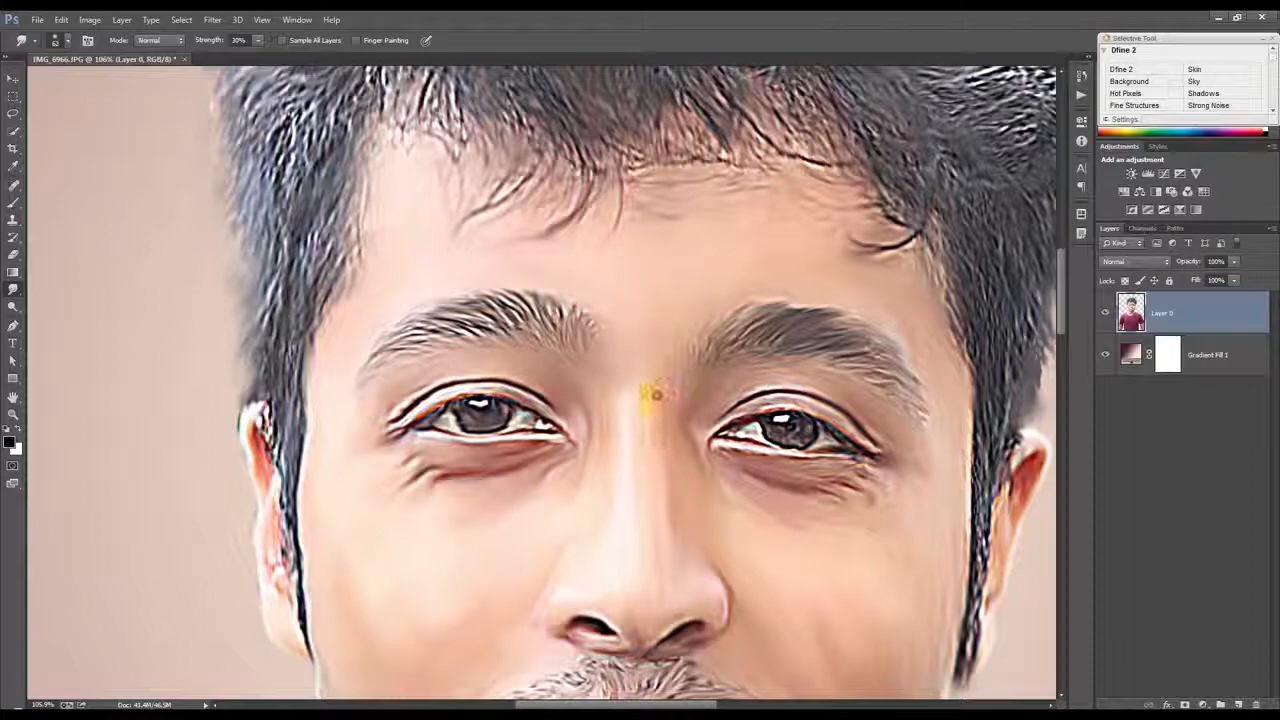 Ps File Edit Image Layer Type Select Filter 3D View Window Help
62 Mode: Normal Strength: 30% Sample All Layers Finger Painting
IMG_6966.JPG @ 106% (Layer 0, RGB/8) *
Selective Tool
Dfine 2
Dfine 2 Skin
Background Sky
Hot Pixels Shadows
Fine Structures Strong Noise
Settings
Adjustments Styles
Add an adjustment
Layers Channels Paths
Kind
Normal Opacity: 100%
Lock: Fill: 100%
Layer 0
Gradient Fill 1
105.9% Doc: 41.4M/46.5M